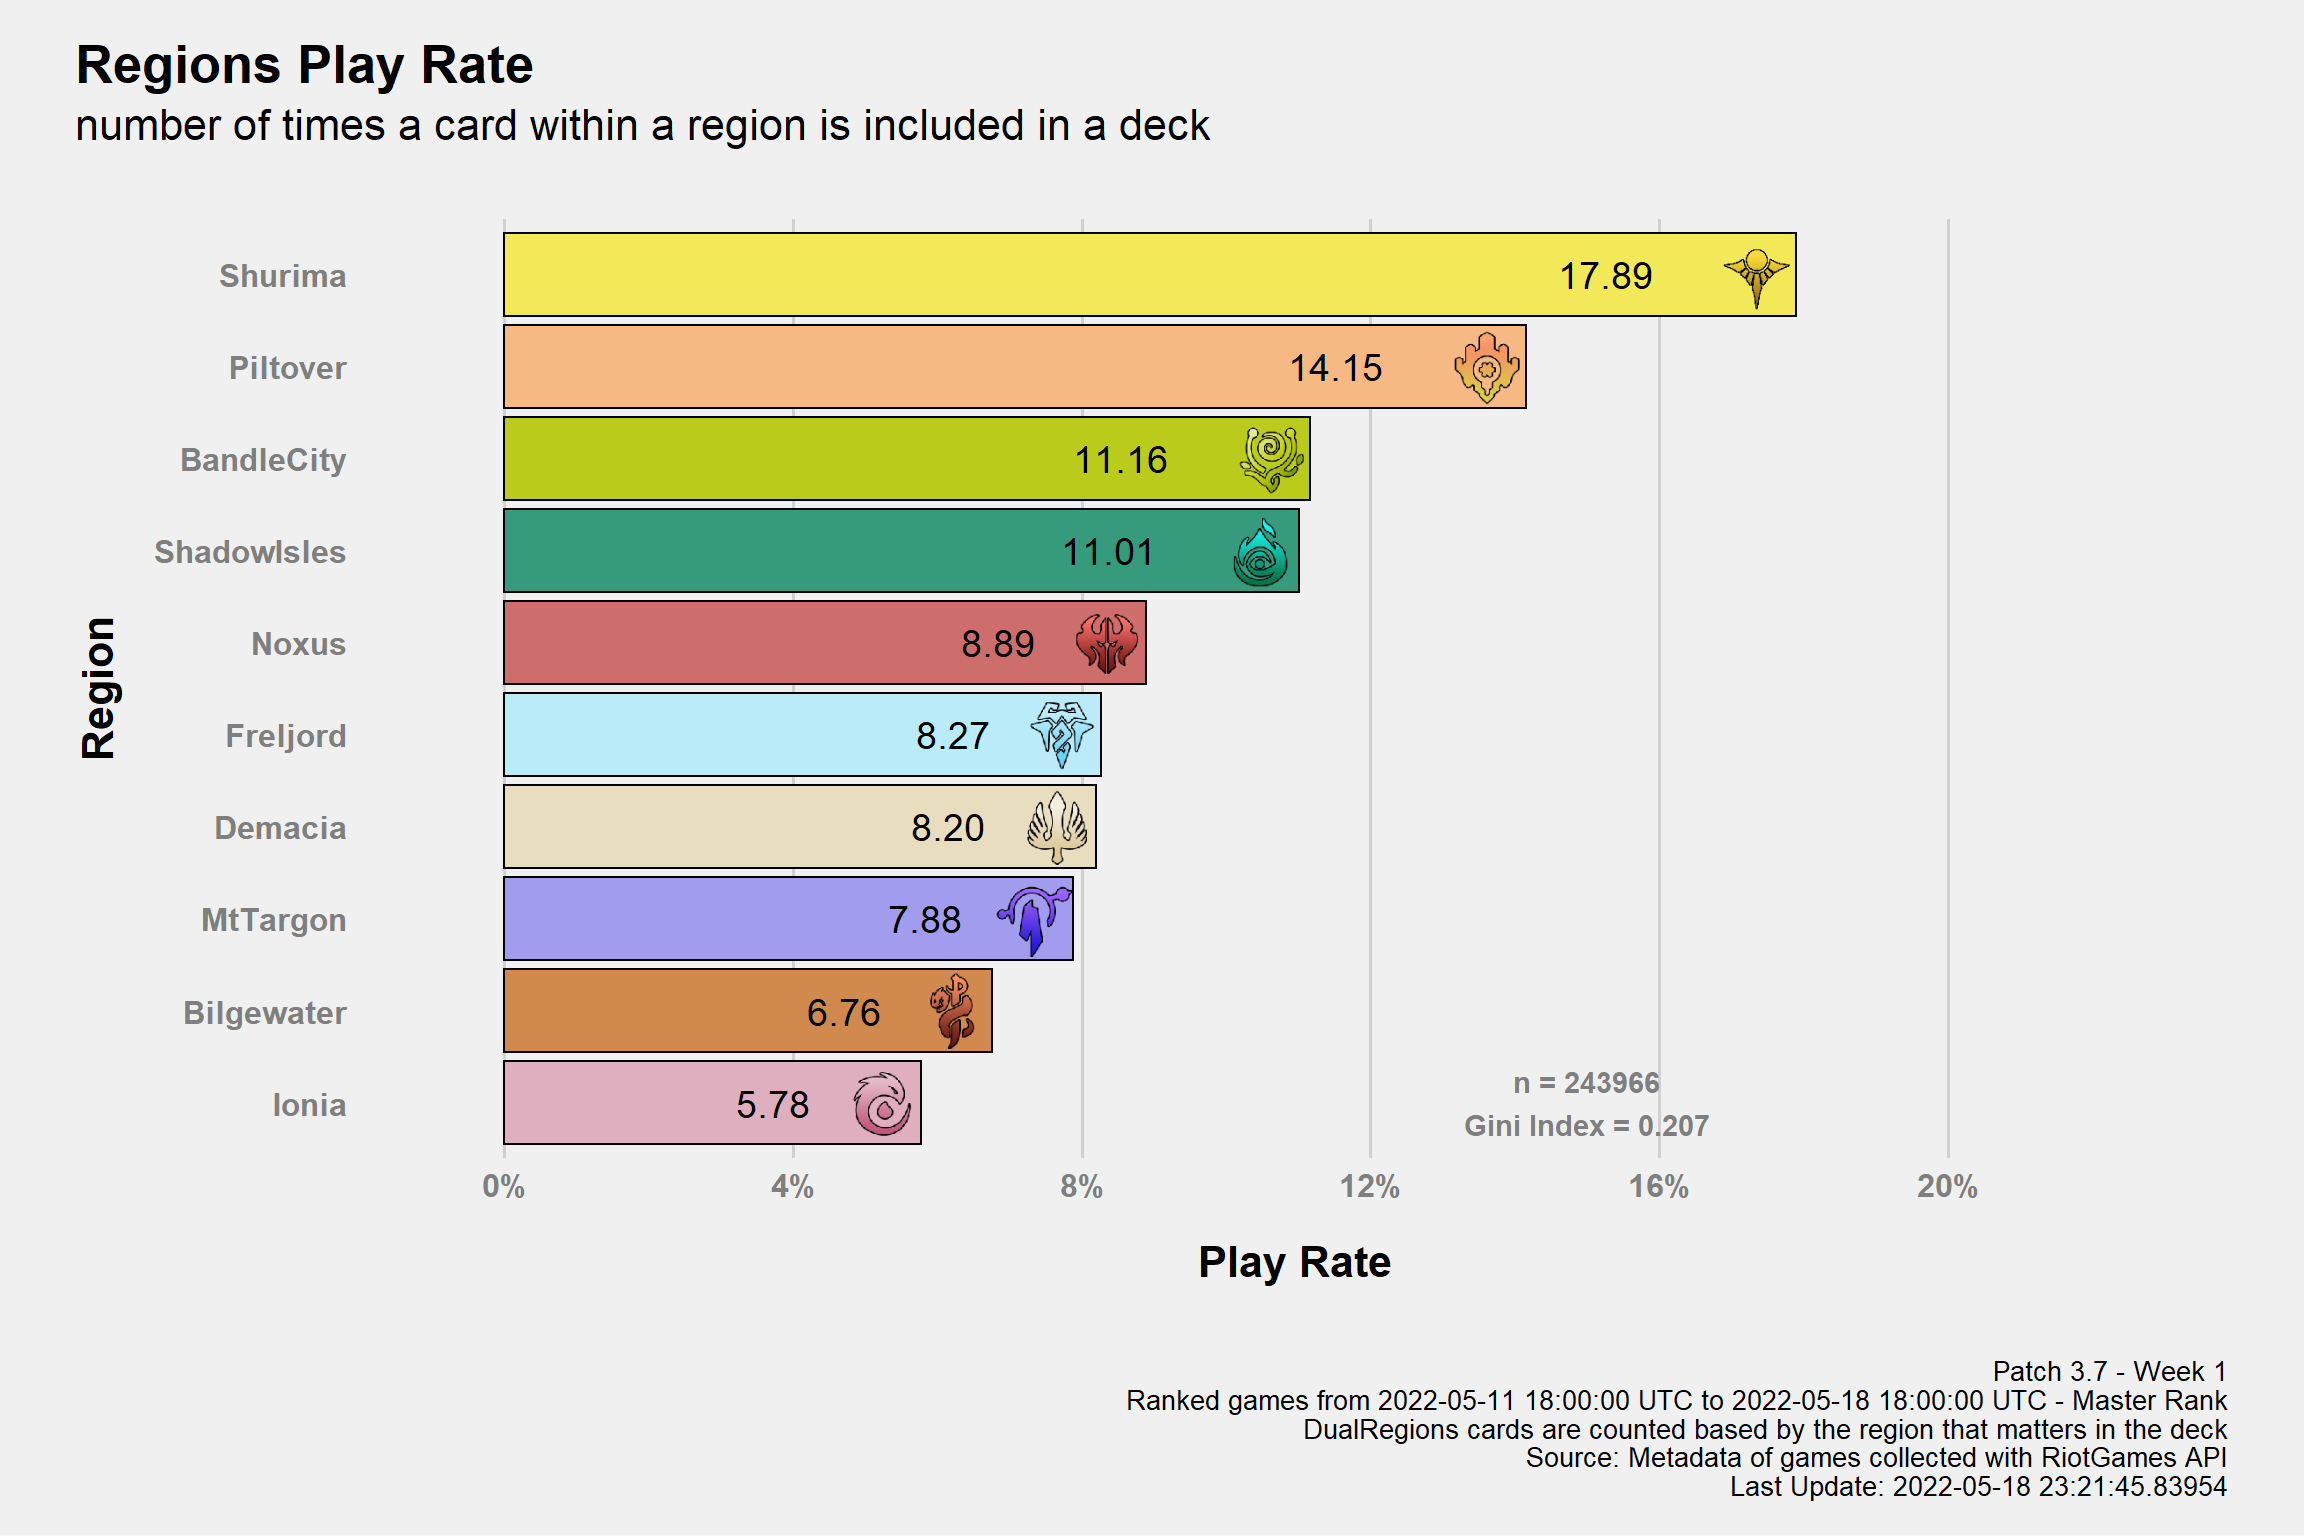 Regions Play Rate
number of times a card within a region is included in a deck
Region
Shurima 17.89
Piltover 14.15
BandleCity 11.16
ShadowIsles 11.01
Noxus 8.89
Freljord 8.27
Demacia 8.20
MtTargon 7.88
Bilgewater 6.76
Ionia 5.78
n = 243966
Gini Index = 0.207
0% 4% 8% 12% 16% 20%
Play Rate
Patch 3.7 - Week 1
Ranked games from 2022-05-11 18:00:00 UTC to 2022-05-18 18:00:00 UTC - Master Rank
DualRegions cards are counted based by the region that matters in the deck
Source: Metadata of games collected with RiotGames API
Last Update: 2022-05-18 23:21:45.83954